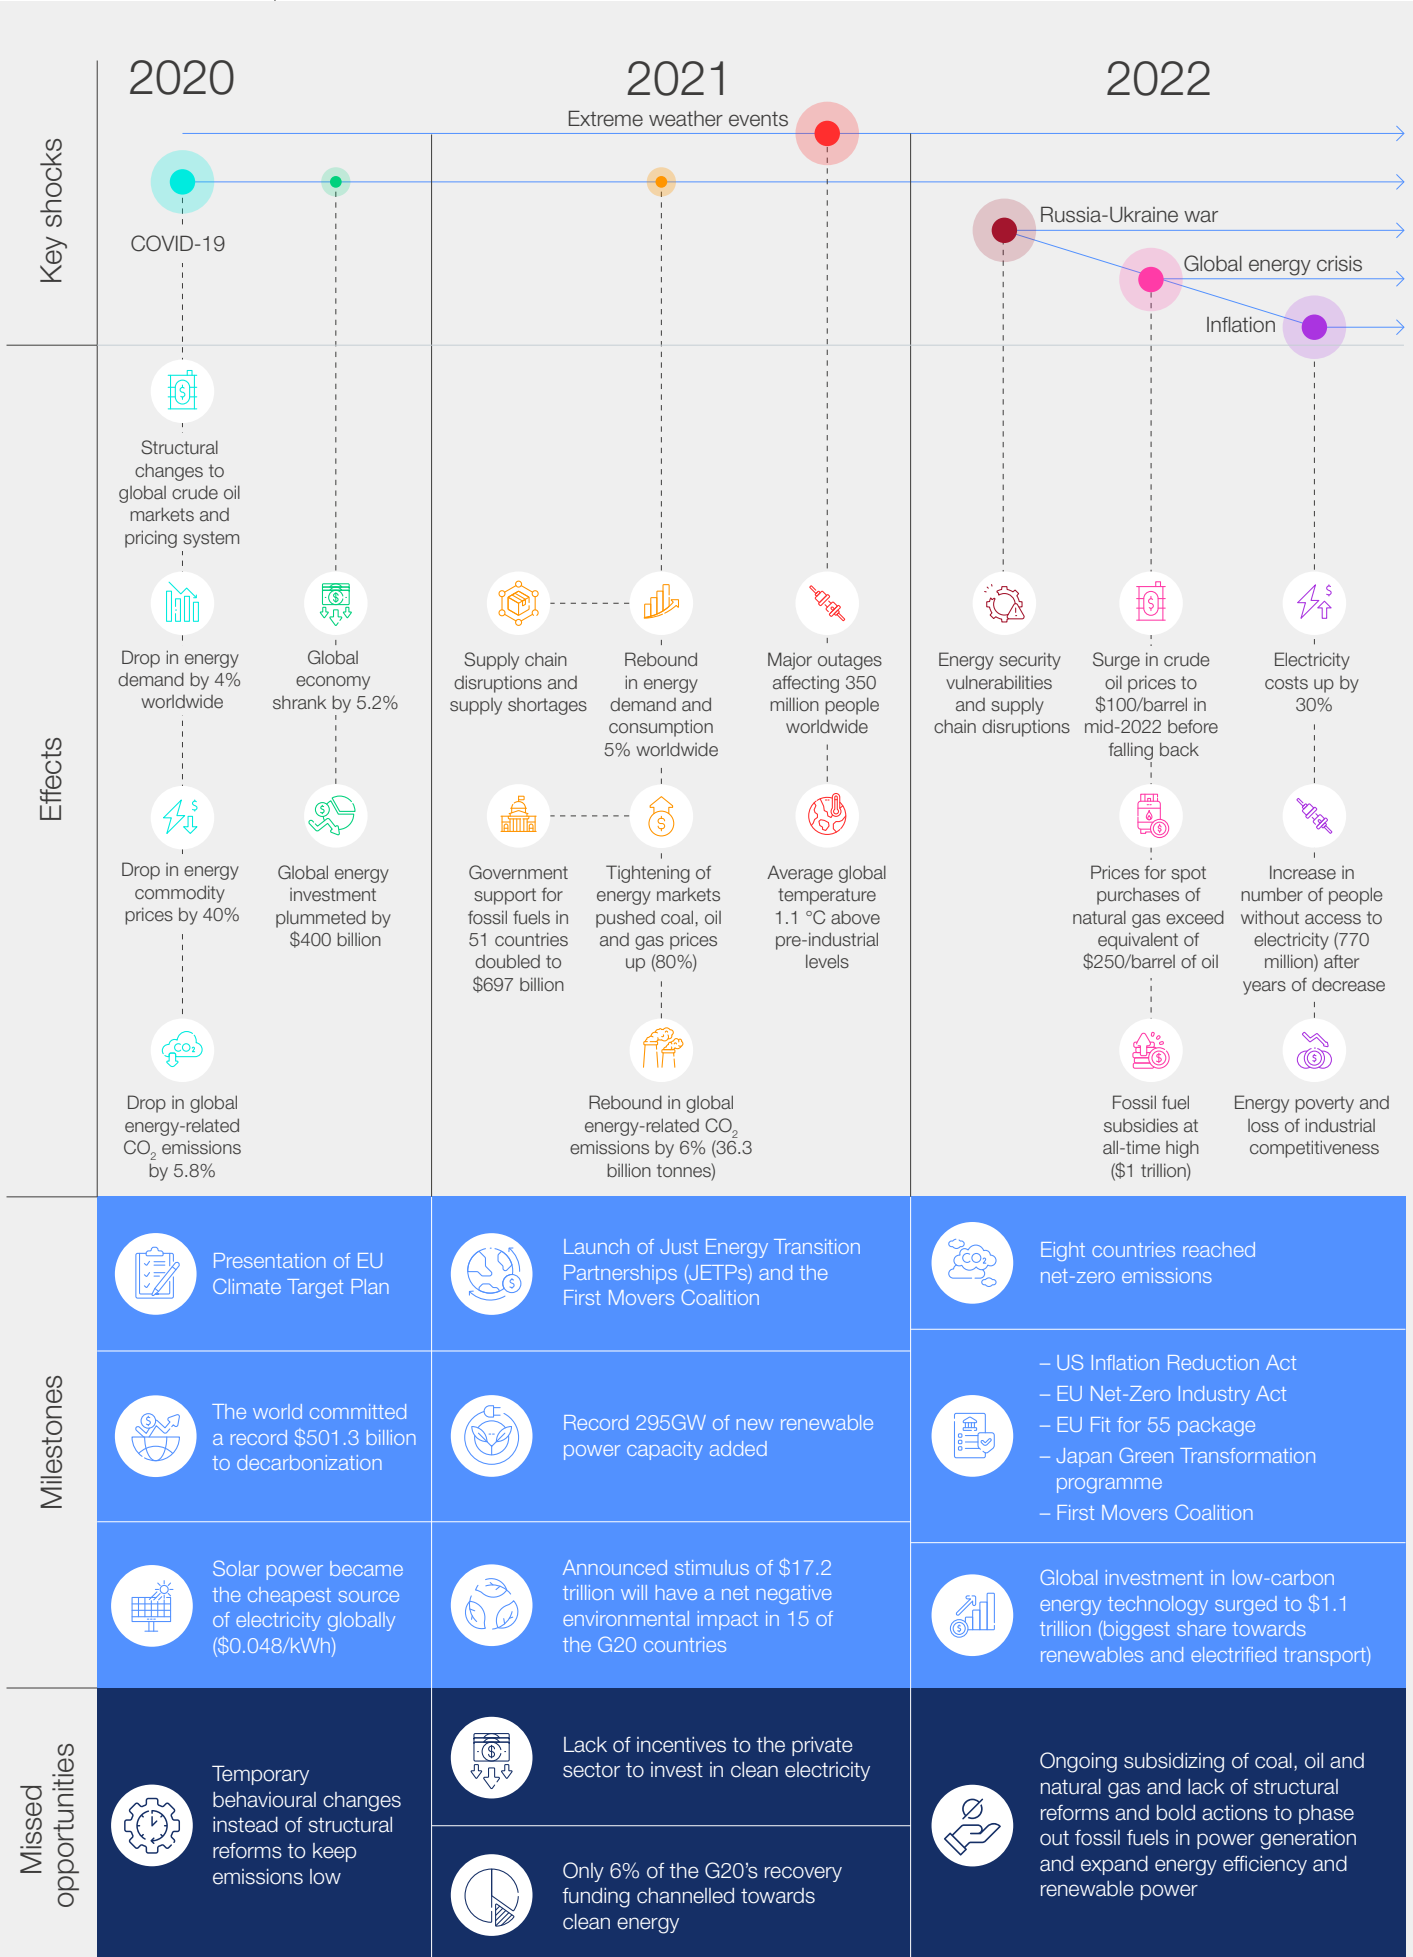 2020
2021
2022
Key shocks
Extreme weather events
COVID-19
Russia-Ukraine war
Global energy crisis
Inflation
Effects
Structural
changes to
global crude oil
markets and
pricing system
Drop in energy
demand by 4%
worldwide
Drop in energy
commodity
prices by 40%
Drop in global
energy-related
CO₂ emissions
by 5.8%
Global
economy
shrank by 5.2%
Global energy
investment
plummeted by
$400 billion
Supply chain
disruptions and
supply shortages
Government
support for
fossil fuels in
51 countries
doubled to
$697 billion
Rebound
in energy
demand and
consumption
5% worldwide
Tightening of
energy markets
pushed coal, oil
and gas prices
up (80%)
Rebound in global
energy-related CO₂
emissions by 6% (36.3
billion tonnes)
Major outages
affecting 350
million people
worldwide
Average global
temperature
1.1 °C above
pre-industrial
levels
Energy security
vulnerabilities
and supply
chain disruptions
Surge in crude
oil prices to
$100/barrel in
mid-2022 before
falling back
Prices for spot
purchases of
natural gas exceed
equivalent of
$250/barrel of oil
Fossil fuel
subsidies at
all-time high
($1 trillion)
Electricity
costs up by
30%
Increase in
number of people
without access to
electricity (770
million) after
years of decrease
Energy poverty and
loss of industrial
competitiveness
Milestones
Presentation of EU
Climate Target Plan
The world committed
a record $501.3 billion
to decarbonization
Solar power became
the cheapest source
of electricity globally
($0.048/kWh)
Launch of Just Energy Transition
Partnerships (JETPs) and the
First Movers Coalition
Record 295GW of new renewable
power capacity added
Announced stimulus of $17.2
trillion will have a net negative
environmental impact in 15 of
the G20 countries
Eight countries reached
net-zero emissions
– US Inflation Reduction Act
– EU Net-Zero Industry Act
– EU Fit for 55 package
– Japan Green Transformation
programme
– First Movers Coalition
Global investment in low-carbon
energy technology surged to $1.1
trillion (biggest share towards
renewables and electrified transport)
Missed
opportunities
Temporary
behavioural changes
instead of structural
reforms to keep
emissions low
Lack of incentives to the private
sector to invest in clean electricity
Only 6% of the G20's recovery
funding channelled towards
clean energy
Ongoing subsidizing of coal, oil and
natural gas and lack of structural
reforms and bold actions to phase
out fossil fuels in power generation
and expand energy efficiency and
renewable power